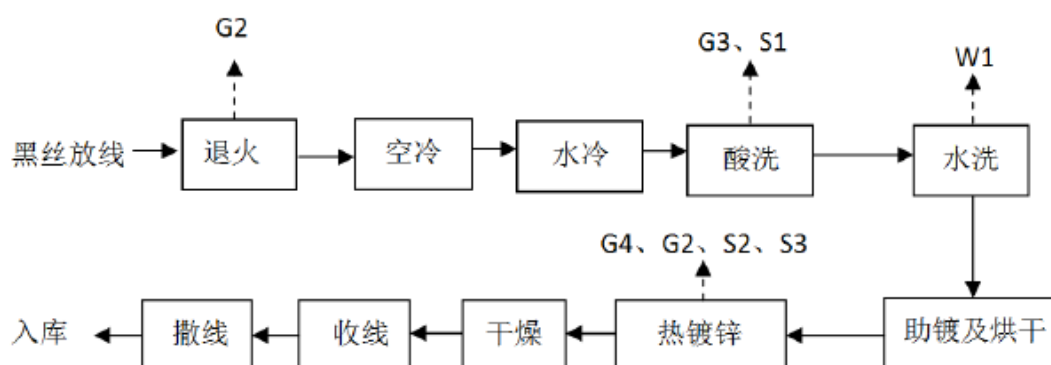 G2
G3、S1
W1
黑丝放线
退火
空冷
水冷
酸洗
水洗
G4、G2、S2、S3
入库
撒线
收线
干燥
热镀锌
助镀及烘干